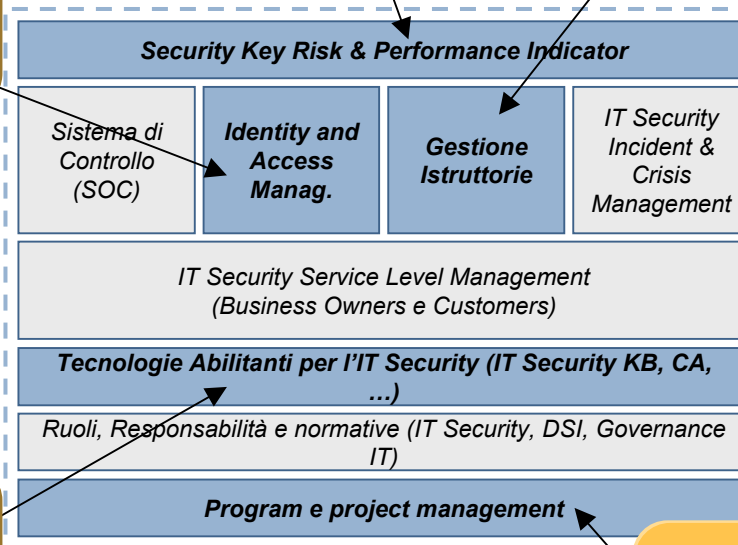 Security Key Risk & Performance Indicator
Sistema di
Controllo
(SOC)
Identity and
Access
Manag.
Gestione
Istruttorie
IT Security
Incident &
Crisis
Management
IT Security Service Level Management
(Business Owners e Customers)
Tecnologie Abilitanti per l’IT Security (IT Security KB, CA,
…)
Ruoli, Responsabilità e normative (IT Security, DSI, Governance
IT)
Program e project management